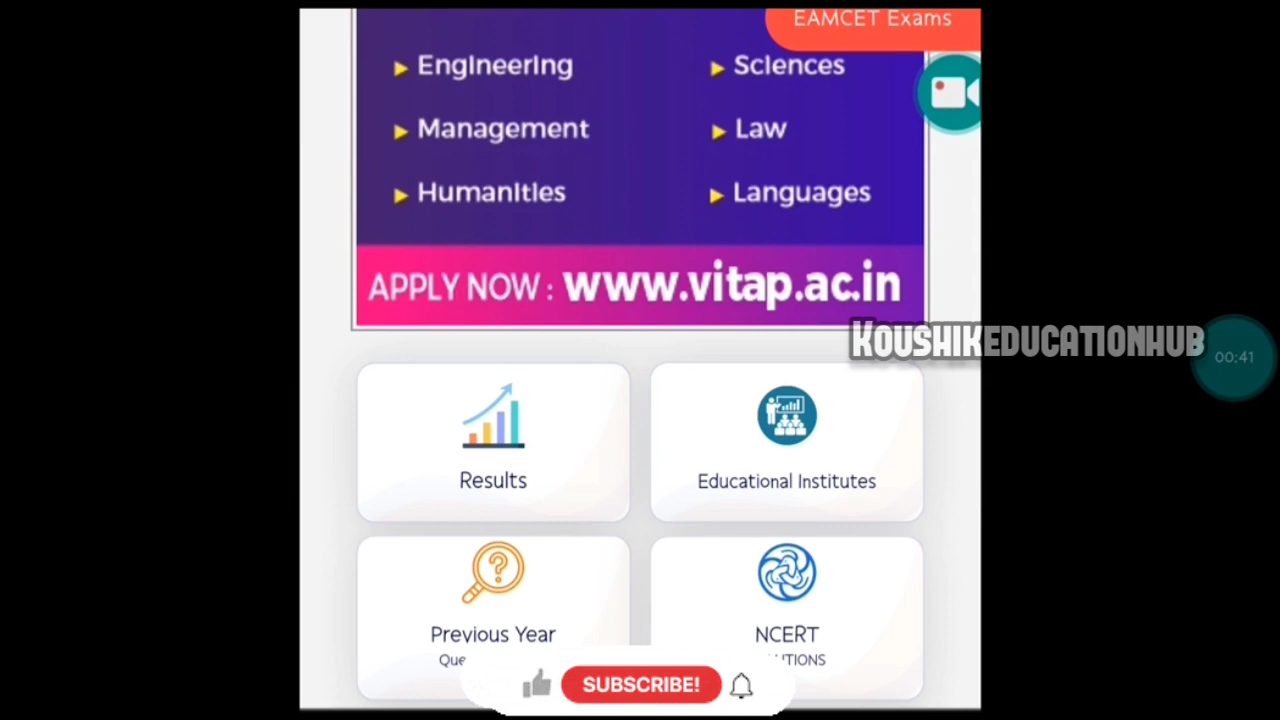 EAMCET Exams
Engineering
Sciences
Management
Law
Humanities
Languages
APPLY NOW : www.vitap.ac.in
KOUSHIKEDUCATIONHUB
00:41
Results
Educational Institutes
Previous Year
NCERT
SUBSCRIBE!